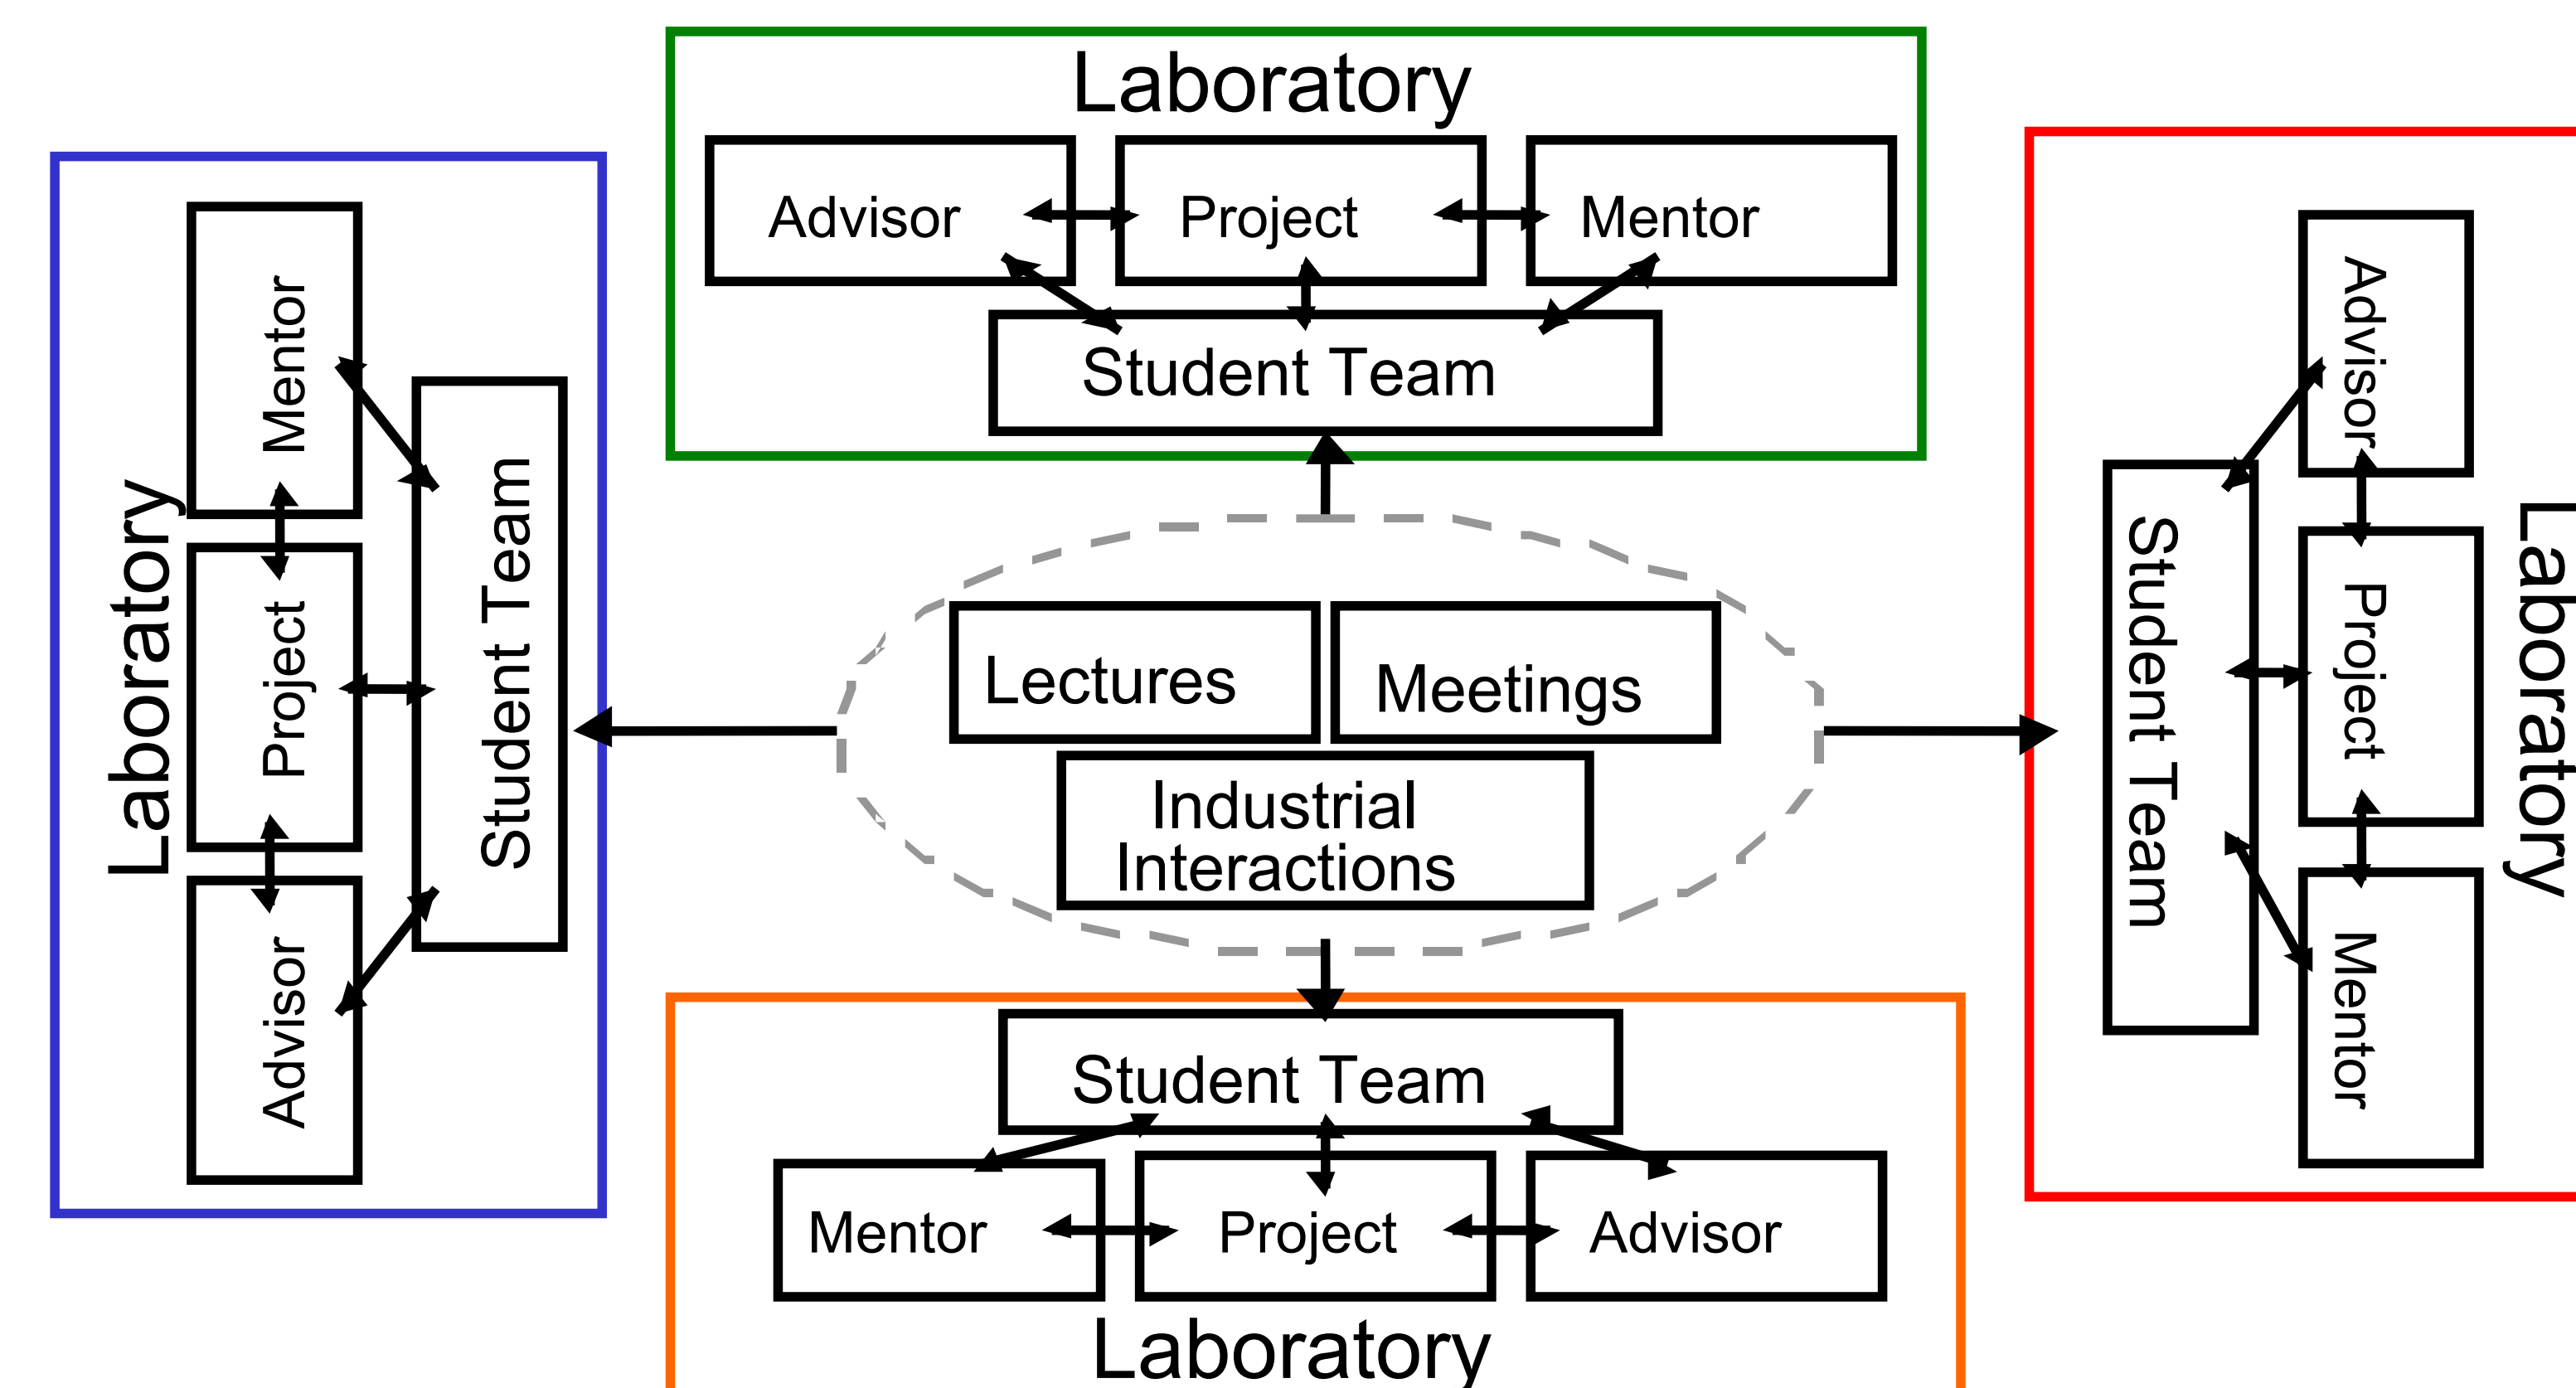 Laboratory
Advisor
Project
Mentor
Student Team
Laboratory
Mentor
Project
Advisor
Student Team
Lectures
Meetings
Industrial
Interactions
Student Team
Advisor
Project
Mentor
Laboratory
Student Team
Mentor
Project
Advisor
Laboratory